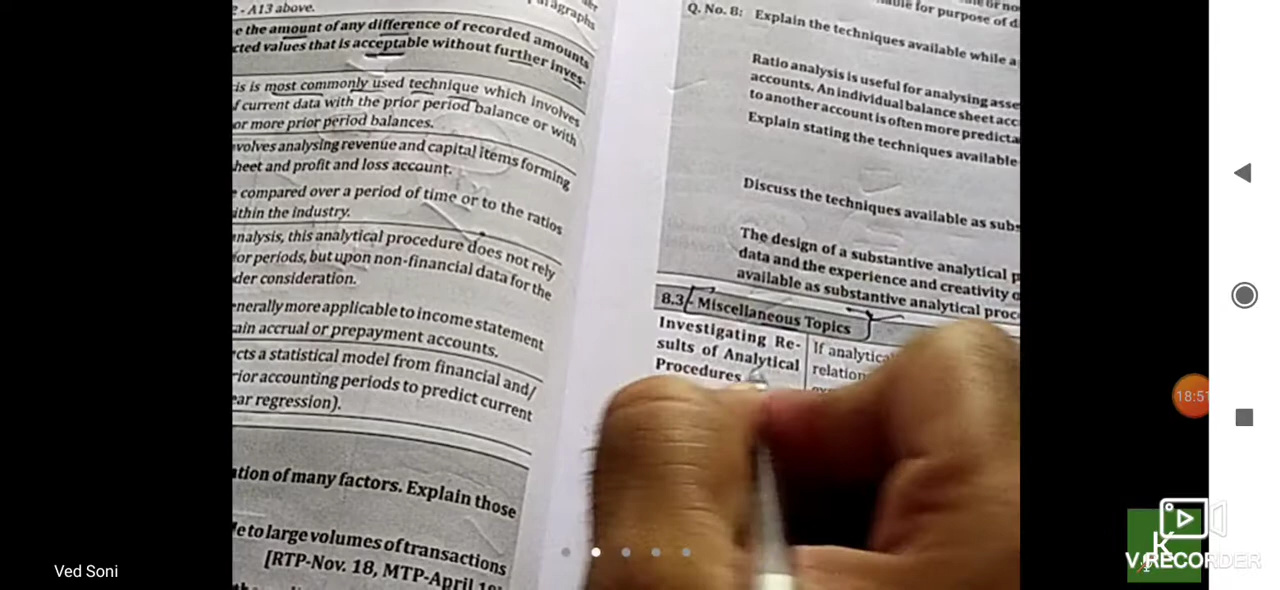 - A13 above.
paragraphs
the amount of any difference of recorded amounts
cted values that is acceptable without further inves-
is is most commonly used technique which involves
f current data with the prior period balance or with
or more prior period balances.
volves analysing revenue and capital items forming
heet and profit and loss account.
compared over a period of time or to the ratios
ithin the industry.
nalysis, this analytical procedure does not rely
or periods, but upon non-financial data for the
der consideration.
nerally more applicable to income statement
ain accrual or prepayment accounts.
cts a statistical model from financial and/
rior accounting periods to predict current
ear regression).
ation of many factors. Explain those
e to large volumes of transactions
[RTP-Nov. 18, MTP-April
for purpose of d
Q. No. 8: Explain the techniques available while a
Ratio analysis is useful for analysing asse
accounts. An individual balance sheet acc
to another account is often more predicta
Explain stating the techniques available
Discuss the techniques available as subs
The design of a substantive analytical p
data and the experience and creativity o
available as substantive analytical proc
8.3 - Miscellaneous Topics
Investigating Re-
sults of Analytical
Procedures
If analytica
relation
18:51
Ved Soni
K
V RECORDER